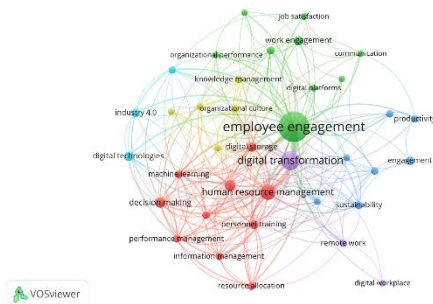 job satisfaction
work engagement
organizational performance
communication
knowledge management
digital platforms
industry 4.0
organizational culture
employee engagement
productivity
digital storage
digital technologies
digital transformation
engagement
machine learning
human resource management
decision making
sustainability
personnel training
performance management
remote work
information management
digital workplace
resource allocation
VOSviewer